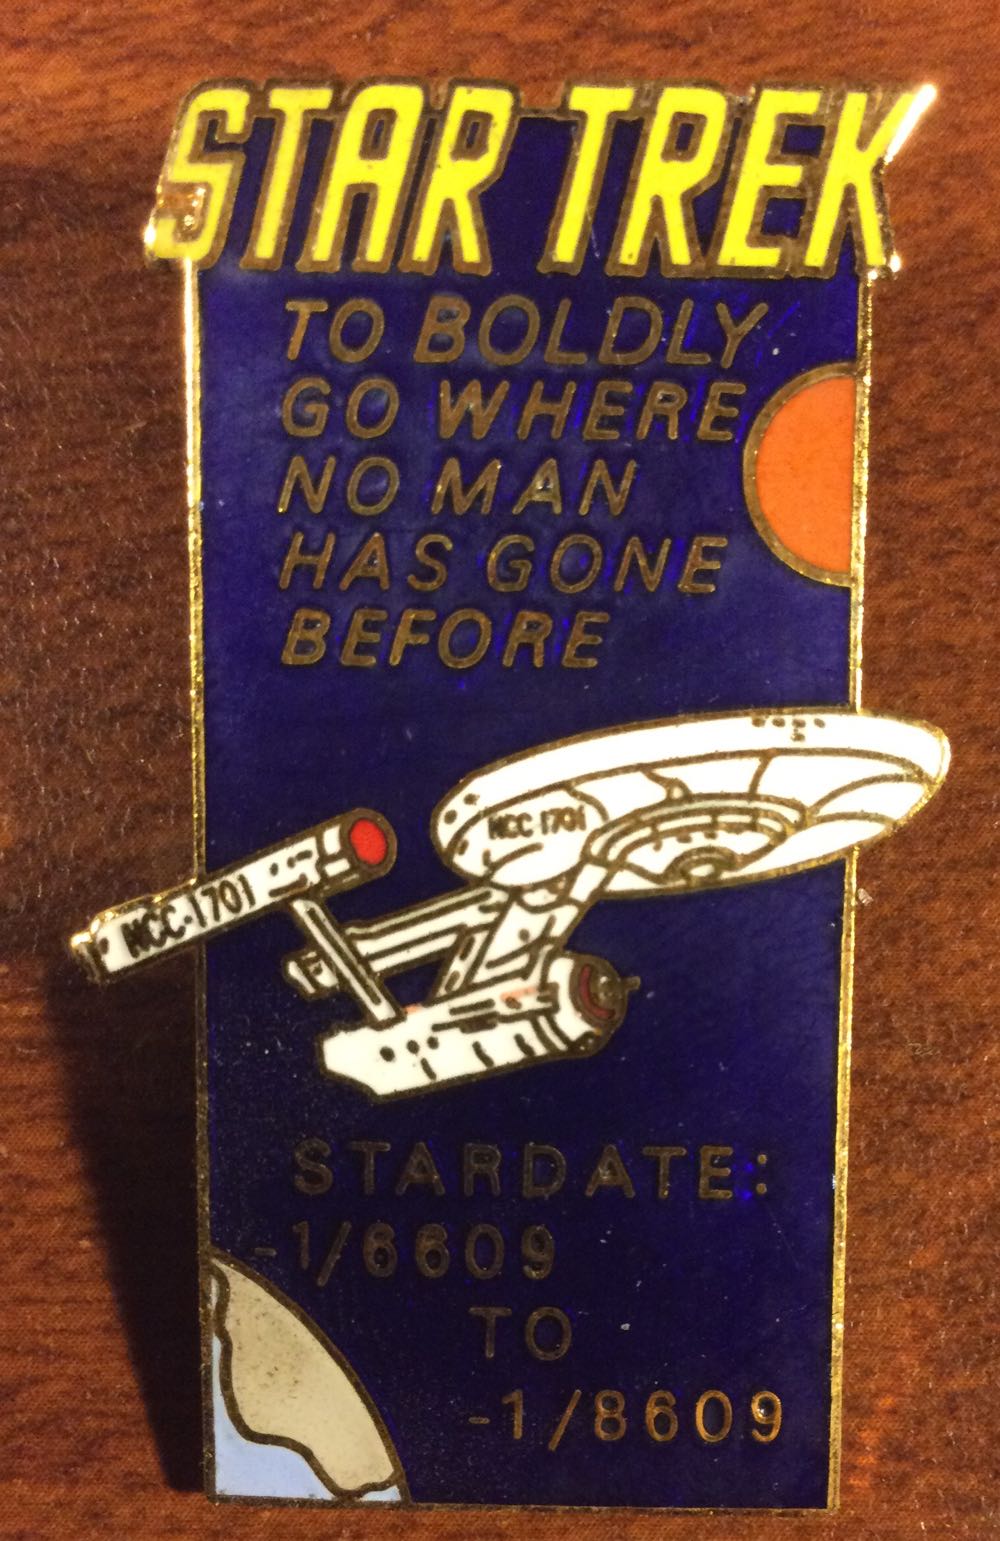 STAR TREK
TO BOLDLY
GO WHERE
NO MAN
HAS GONE
BEFORE
NCC 1701
NCC-1701
STARDATE:
-1/6609
TO
-1/8609